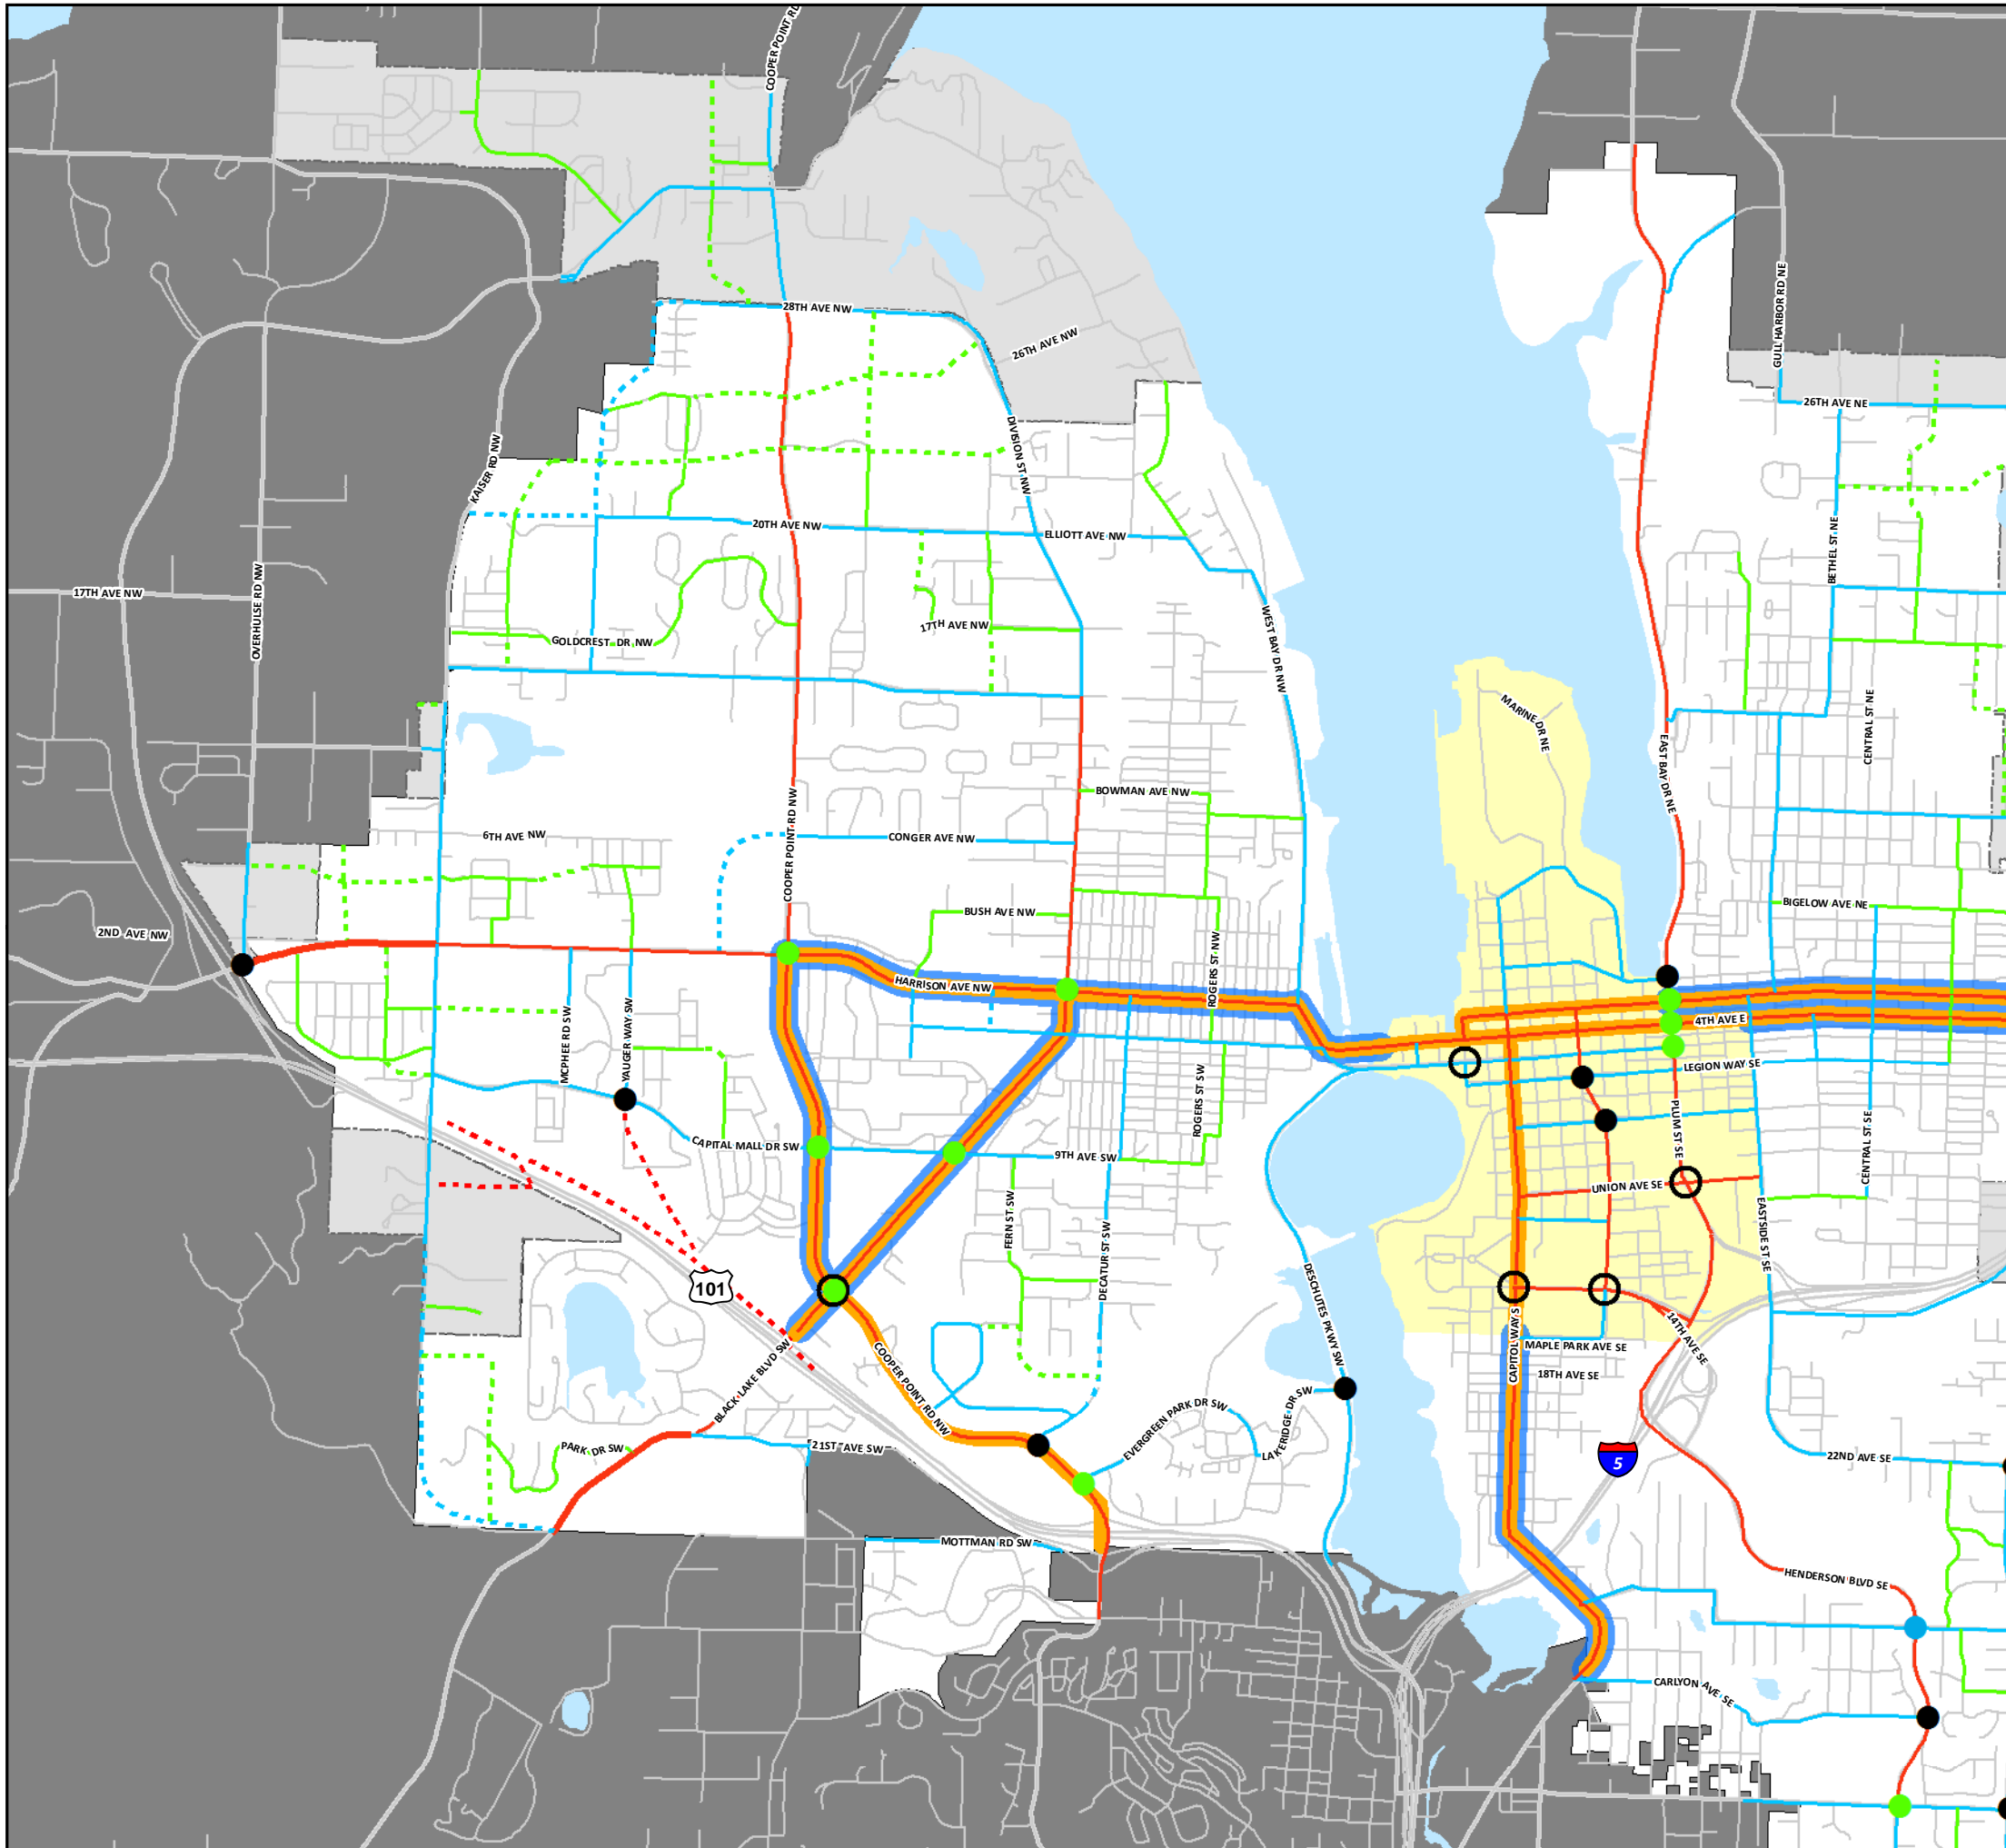 COOPER POINT RD
28TH AVE NW
26TH AVE NW
GULL HARBOR RD NE
26TH AVE NE
DIVISION ST NW
KAISER RD NW
20TH AVE NW
ELLIOTT AVE NW
BETHEL ST NE
17TH AVE NW
OVERHULSE RD NW
GOLDCREST DR NW
17TH AVE NW
WEST BAY DR NW
MARINE DR NE
EAST BAY DR NE
CENTRAL ST NE
BOWMAN AVE NW
6TH AVE NW
COOPER POINT RD NW
CONGER AVE NW
BUSH AVE NW
BIGELOW AVE NE
2ND AVE NW
ROGERS ST NW
HARRISON AVE NW
4TH AVE E
MCPHEE RD SW
YAUGER WAY SW
LEGION WAY SE
ROGERS ST SW
PLUM ST SE
CENTRAL ST SE
CAPITAL MALL DR SW
9TH AVE SW
UNION AVE SE
FERN ST SW
DECATUR ST SW
EASTSIDE ST SE
101
DESCHUTES PKWY SW
14TH AVE SE
CAPITOL WAY S
MAPLE PARK AVE SE
18TH AVE SE
BLACK LAKE BLVD SW
COOPER POINT RD NW
EVERGREEN PARK DR SW
LAKERIDGE DR SW
PARK DR SW
21ST AVE SW
5
22ND AVE SE
MOTTMAN RD SW
HENDERSON BLVD SE
CARLYON AVE SE